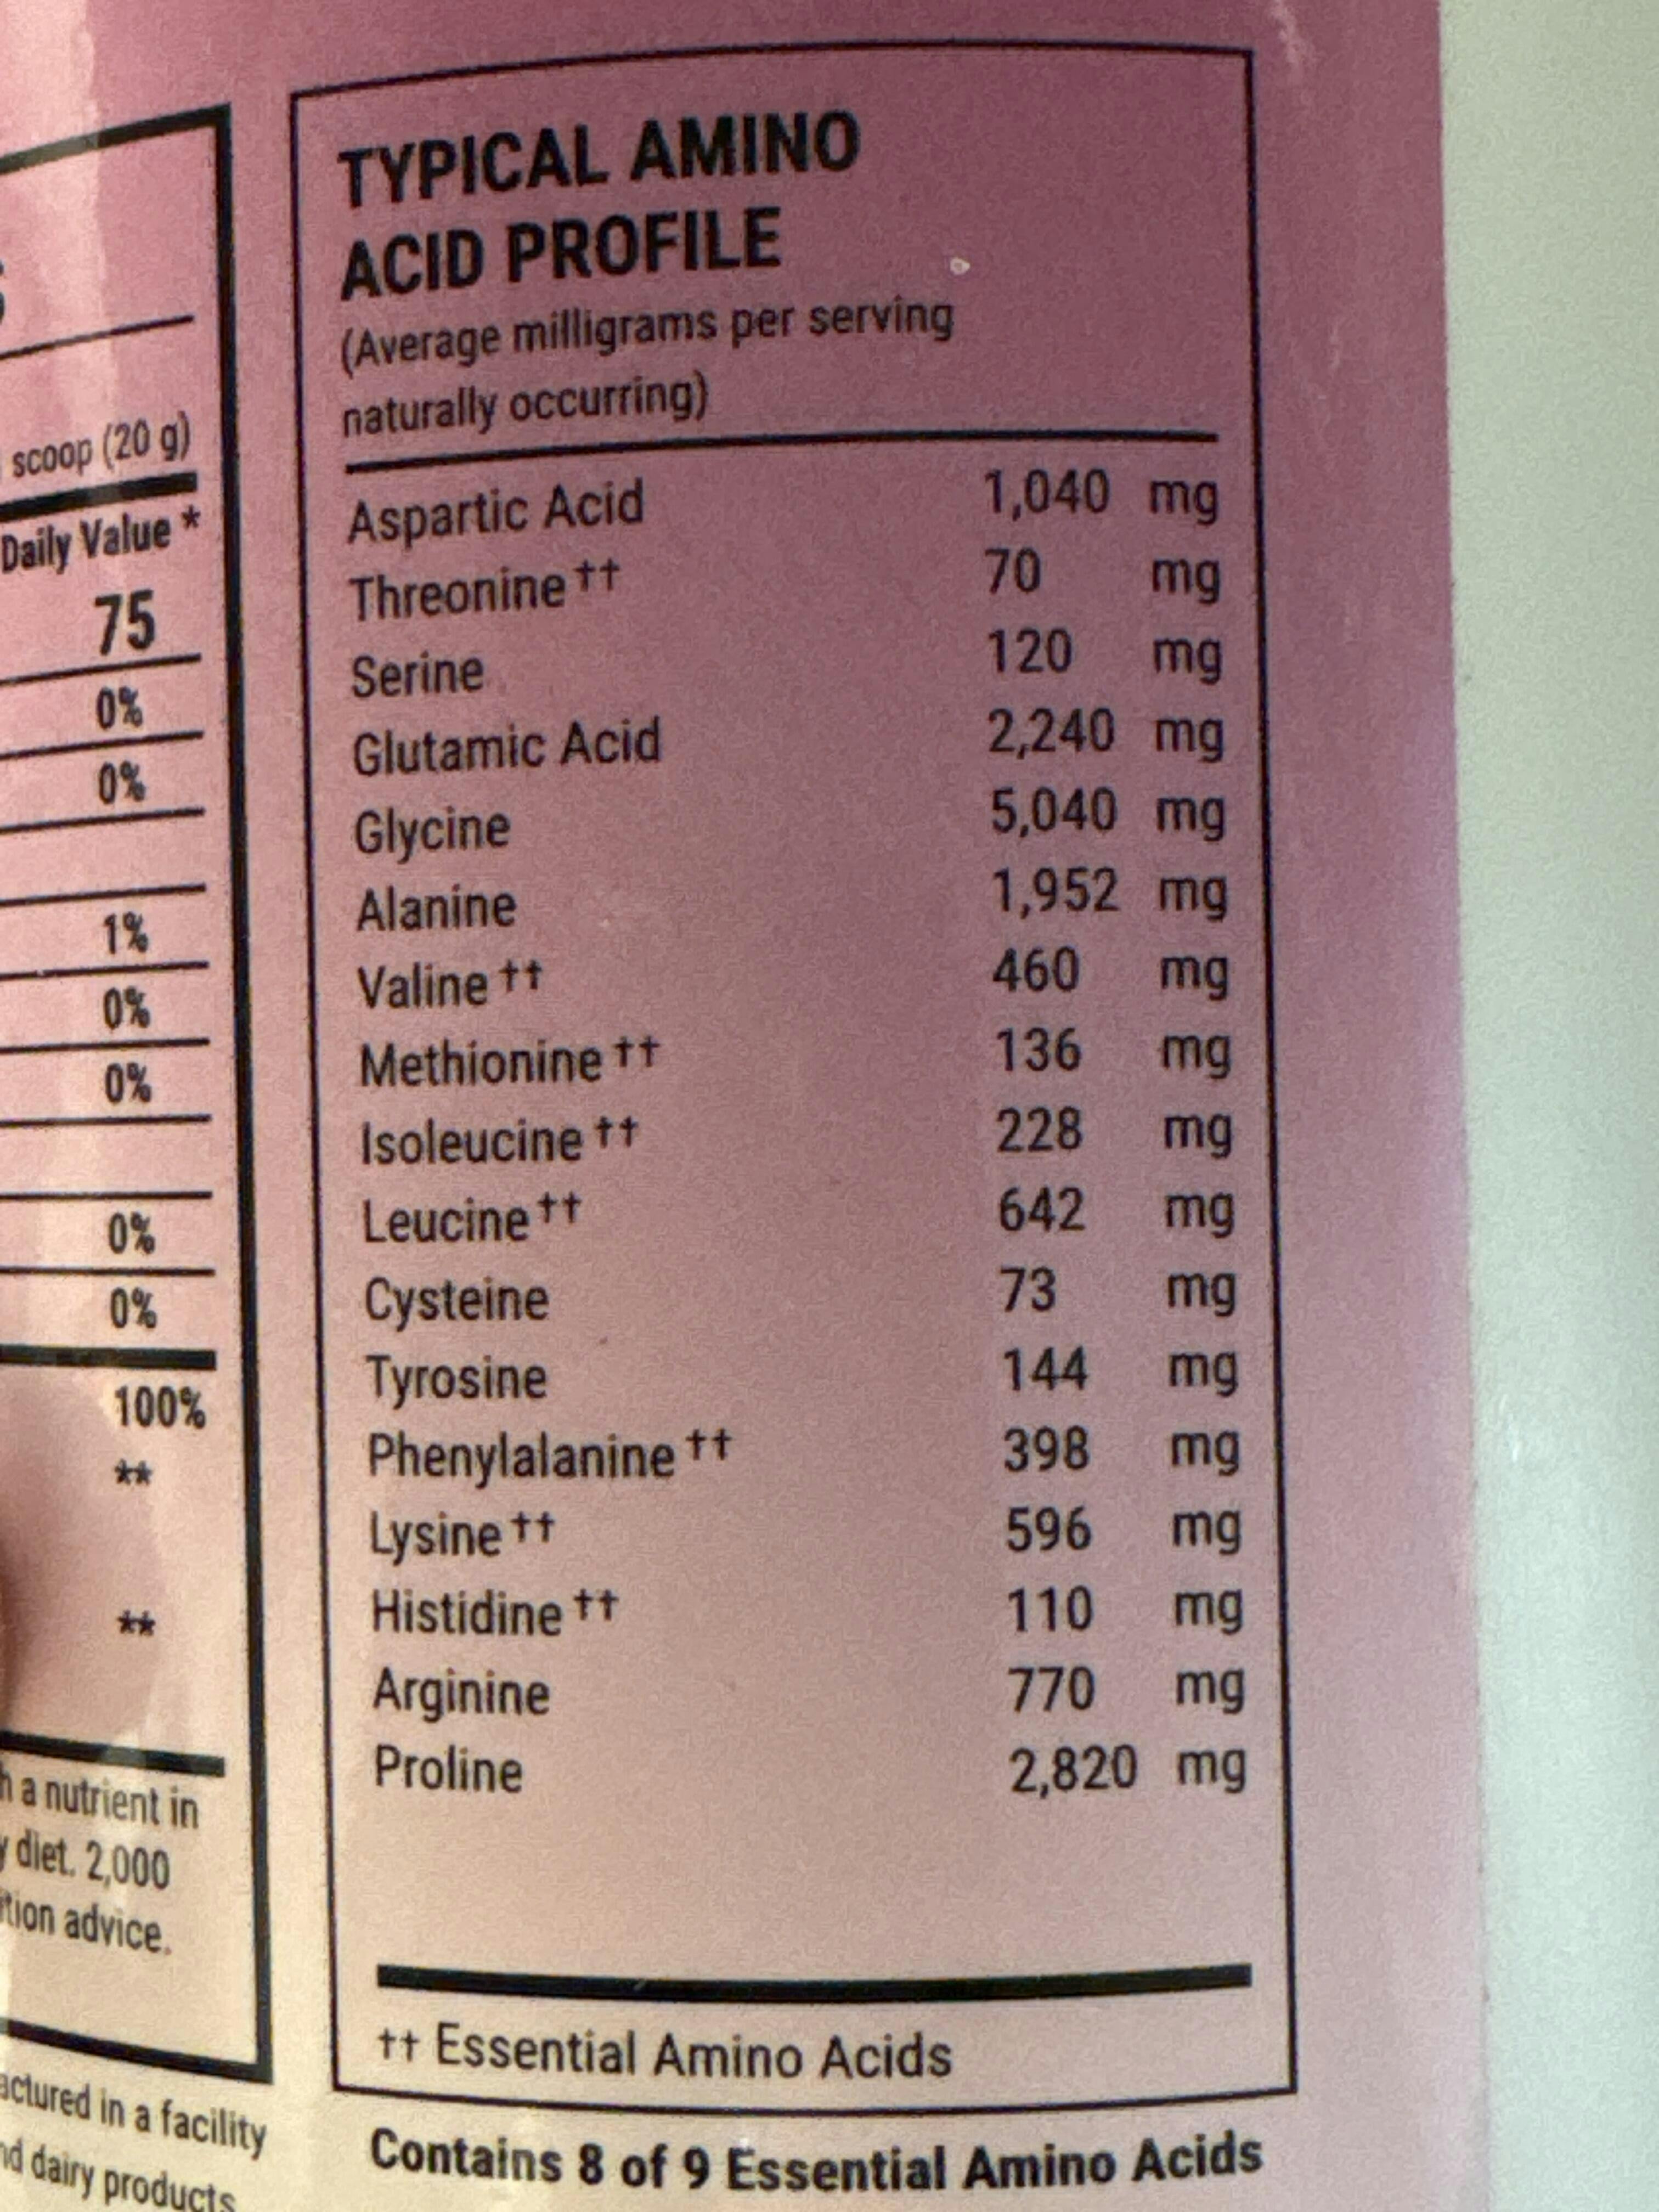 scoop (20 g)
Daily Value *
75
0%
0%
1%
0%
0%
0%
0%
100%
**
**
a nutrient in
diet. 2,000
advice.
in a facility
dairy products
TYPICAL AMINO
ACID PROFILE
(Average milligrams per serving
naturally occurring)
Aspartic Acid 1,040 mg
Threonine †† 70 mg
Serine 120 mg
Glutamic Acid 2,240 mg
Glycine 5,040 mg
Alanine 1,952 mg
Valine †† 460 mg
Methionine †† 136 mg
Isoleucine †† 228 mg
Leucine †† 642 mg
Cysteine 73 mg
Tyrosine 144 mg
Phenylalanine †† 398 mg
Lysine †† 596 mg
Histidine †† 110 mg
Arginine 770 mg
Proline 2,820 mg
†† Essential Amino Acids
Contains 8 of 9 Essential Amino Acids